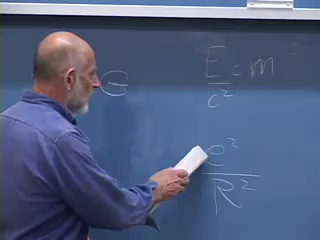 G
E/c² = m
e²/R²